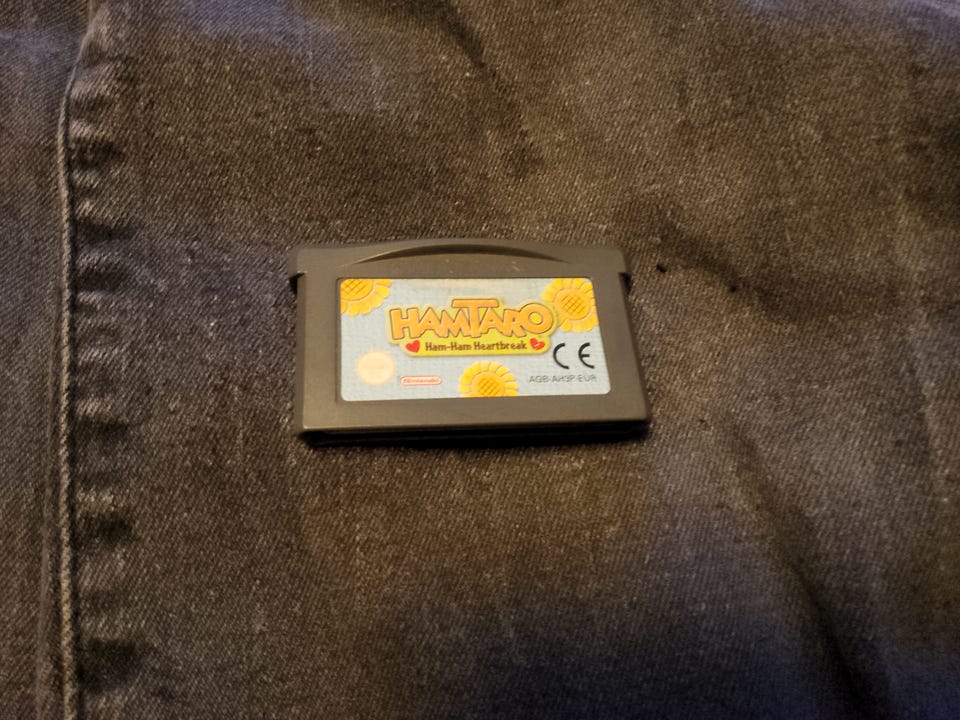 HAMTARO
Ham-Ham Heartbreak
CE
Nintendo
AGB-AH3P-EUR